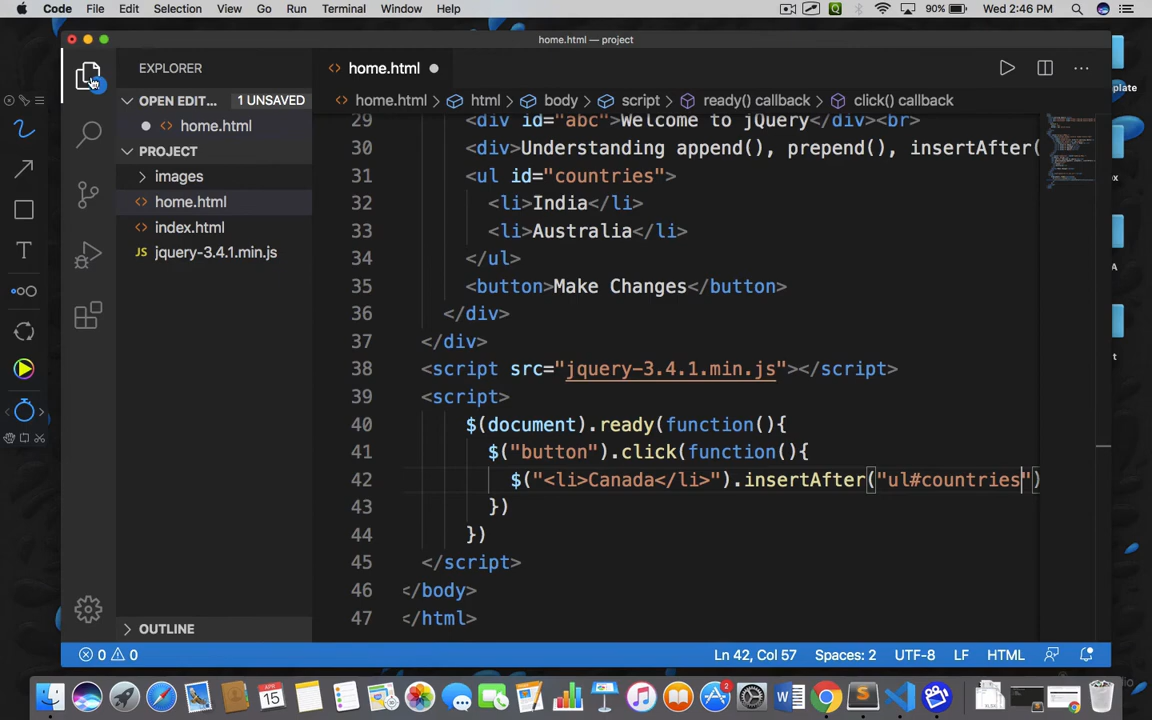 Code File Edit Selection View Go Run Terminal Window Help 90% Wed 2:46 PM
home.html — project
EXPLORER
home.html
OPEN EDIT... 1 UNSAVED
home.html
PROJECT
images
home.html
index.html
JS jquery-3.4.1.min.js
OUTLINE
home.html > html > body > script > ready() callback > click() callback
29 <div id="abc">Welcome to jQuery</div><br>
30 <div>Understanding append(), prepend(), insertAfter(
31 <ul id="countries">
32 <li>India</li>
33 <li>Australia</li>
34 </ul>
35 <button>Make Changes</button>
36 </div>
37 </div>
38 <script src="jquery-3.4.1.min.js"></script>
39 <script>
40 $(document).ready(function(){
41 $("button").click(function(){
42 $("<li>Canada</li>").insertAfter("ul#countries")
43 })
44 })
45 </script>
46 </body>
47 </html>
0 0 Ln 42, Col 57 Spaces: 2 UTF-8 LF HTML
plate
T
A
t
15
2